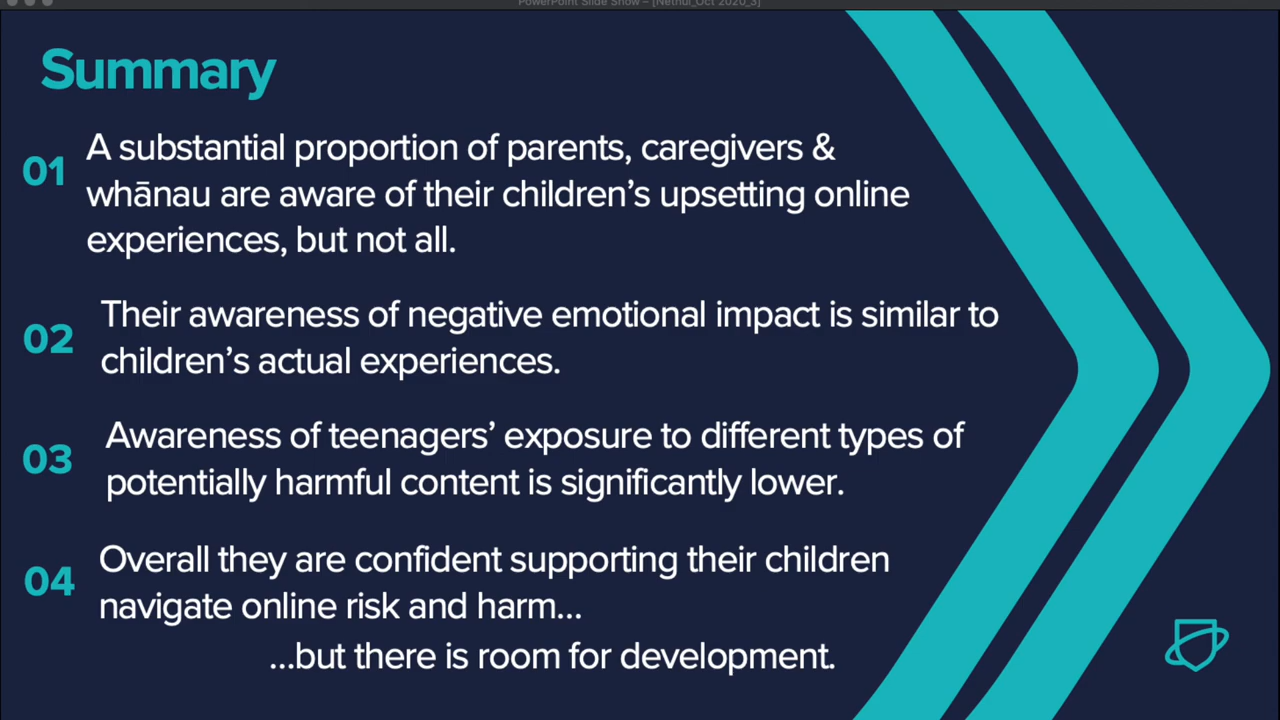 PowerPoint Slide Show – [Nethui_Oct 2020_3]
Summary
01
A substantial proportion of parents, caregivers &
whānau are aware of their children’s upsetting online
experiences, but not all.
02
Their awareness of negative emotional impact is similar to
children’s actual experiences.
03
Awareness of teenagers’ exposure to different types of
potentially harmful content is significantly lower.
04
Overall they are confident supporting their children
navigate online risk and harm...
...but there is room for development.